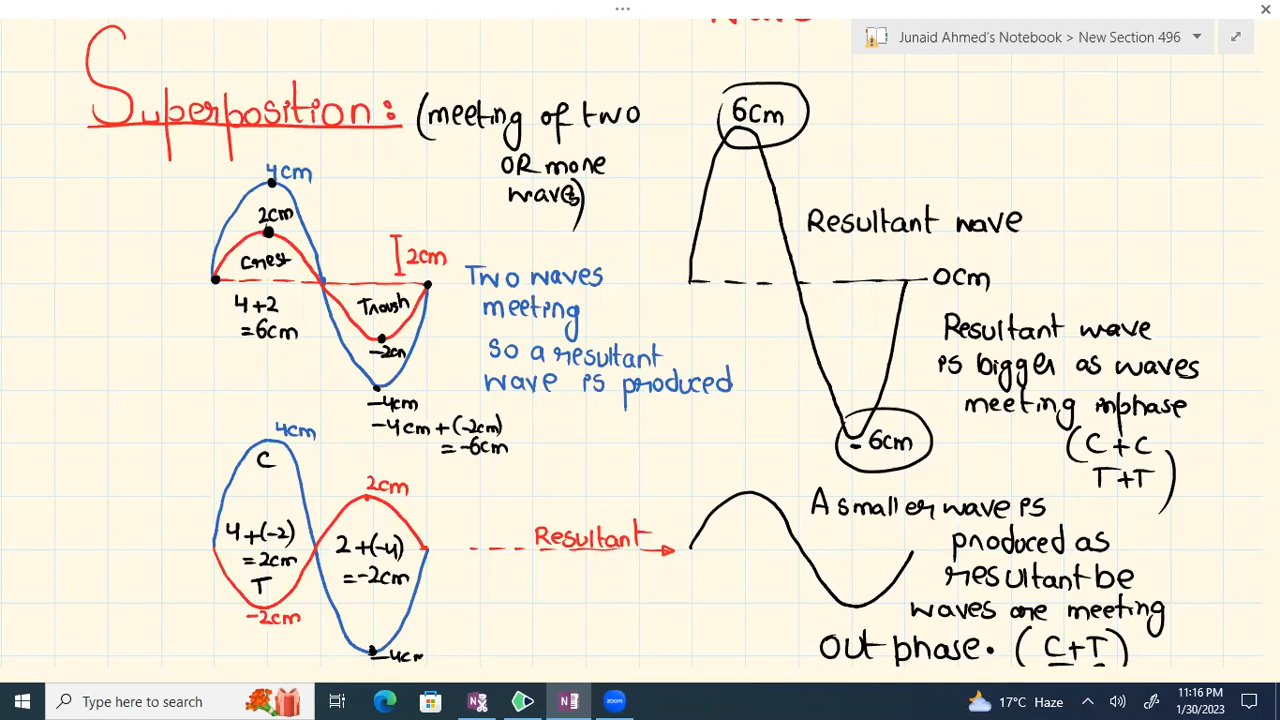 Junaid Ahmed's Notebook > New Section 496
Superposition: (meeting of two
OR more
waves)
4cm
2cm
Crest
4+2
=6cm
2cm
Trough
-2cm
-4cm
-4cm+(-2cm)
=-6cm
Two waves
meeting
so a resultant
wave is produced
6cm
Resultant wave
0cm
-6cm
Resultant wave
is bigger as waves
meeting inphase
(C+C
T+T)
4cm
C
4+(-2)
=2cm
T
-2cm
2cm
2+(-4)
=-2cm
-4cm
Resultant
A smaller wave is
produced as
resultant be
waves are meeting
Out phase. (C+T)
Type here to search
zoom
17°C Haze
11:16 PM
1/30/2023